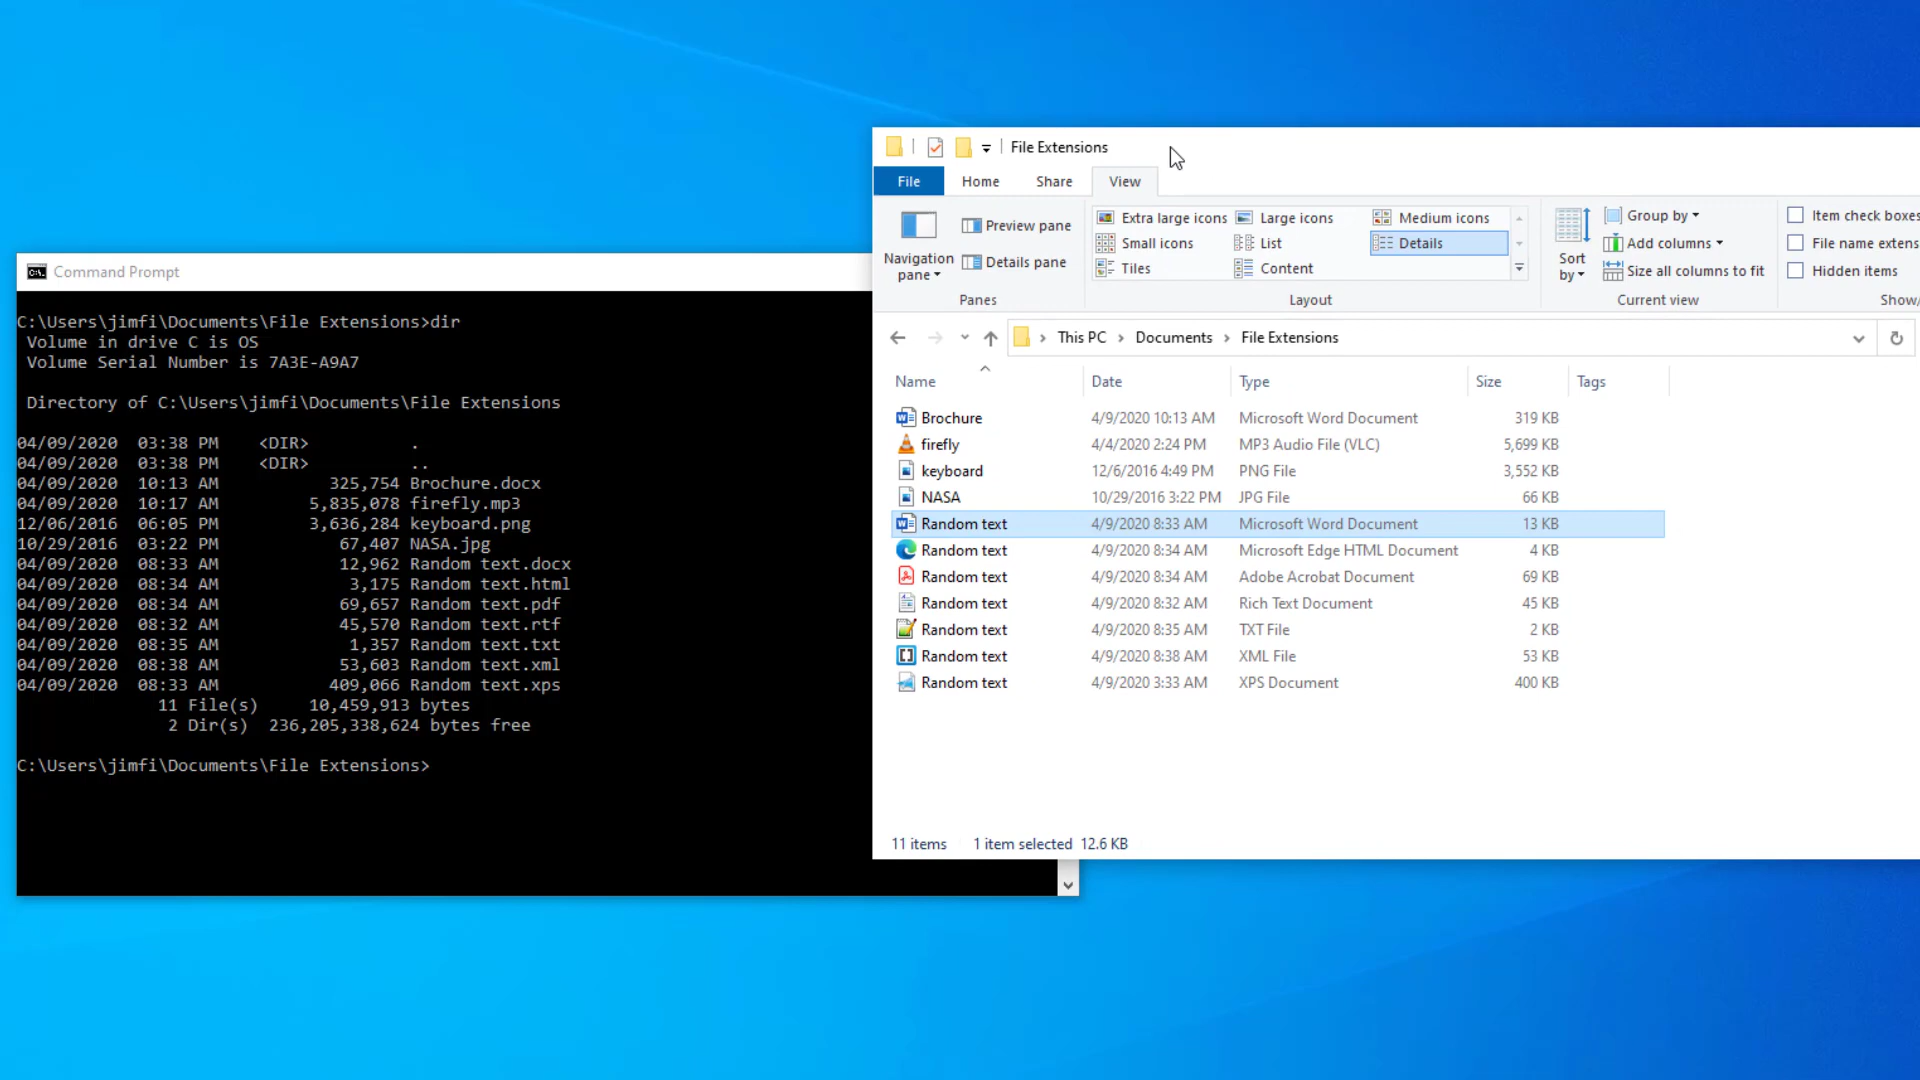 Command Prompt
C:\Users\jimfi\Documents\File Extensions>dir
Volume in drive C is OS
Volume Serial Number is 7A3E-A9A7
Directory of C:\Users\jimfi\Documents\File Extensions
04/09/2020 03:38 PM <DIR> .
04/09/2020 03:38 PM <DIR> ..
04/09/2020 10:13 AM 325,754 Brochure.docx
04/09/2020 10:17 AM 5,835,078 firefly.mp3
12/06/2016 06:05 PM 3,636,284 keyboard.png
10/29/2016 03:22 PM 67,407 NASA.jpg
04/09/2020 08:33 AM 12,962 Random text.docx
04/09/2020 08:34 AM 3,175 Random text.html
04/09/2020 08:34 AM 69,657 Random text.pdf
04/09/2020 08:32 AM 45,570 Random text.rtf
04/09/2020 08:35 AM 1,357 Random text.txt
04/09/2020 08:38 AM 53,603 Random text.xml
04/09/2020 08:33 AM 409,066 Random text.xps
11 File(s) 10,459,913 bytes
2 Dir(s) 236,205,338,624 bytes free
C:\Users\jimfi\Documents\File Extensions>
File Extensions
File Home Share View
Navigation pane
Preview pane
Details pane
Panes
Extra large icons Large icons Medium icons
Small icons List Details
Tiles Content
Layout
Sort by
Group by
Add columns
Size all columns to fit
Current view
Item check boxes
File name extens
Hidden items
Show/
This PC > Documents > File Extensions
Name Date Type Size Tags
Brochure 4/9/2020 10:13 AM Microsoft Word Document 319 KB
firefly 4/4/2020 2:24 PM MP3 Audio File (VLC) 5,699 KB
keyboard 12/6/2016 4:49 PM PNG File 3,552 KB
NASA 10/29/2016 3:22 PM JPG File 66 KB
Random text 4/9/2020 8:33 AM Microsoft Word Document 13 KB
Random text 4/9/2020 8:34 AM Microsoft Edge HTML Document 4 KB
Random text 4/9/2020 8:34 AM Adobe Acrobat Document 69 KB
Random text 4/9/2020 8:32 AM Rich Text Document 45 KB
Random text 4/9/2020 8:35 AM TXT File 2 KB
Random text 4/9/2020 8:38 AM XML File 53 KB
Random text 4/9/2020 3:33 AM XPS Document 400 KB
11 items 1 item selected 12.6 KB